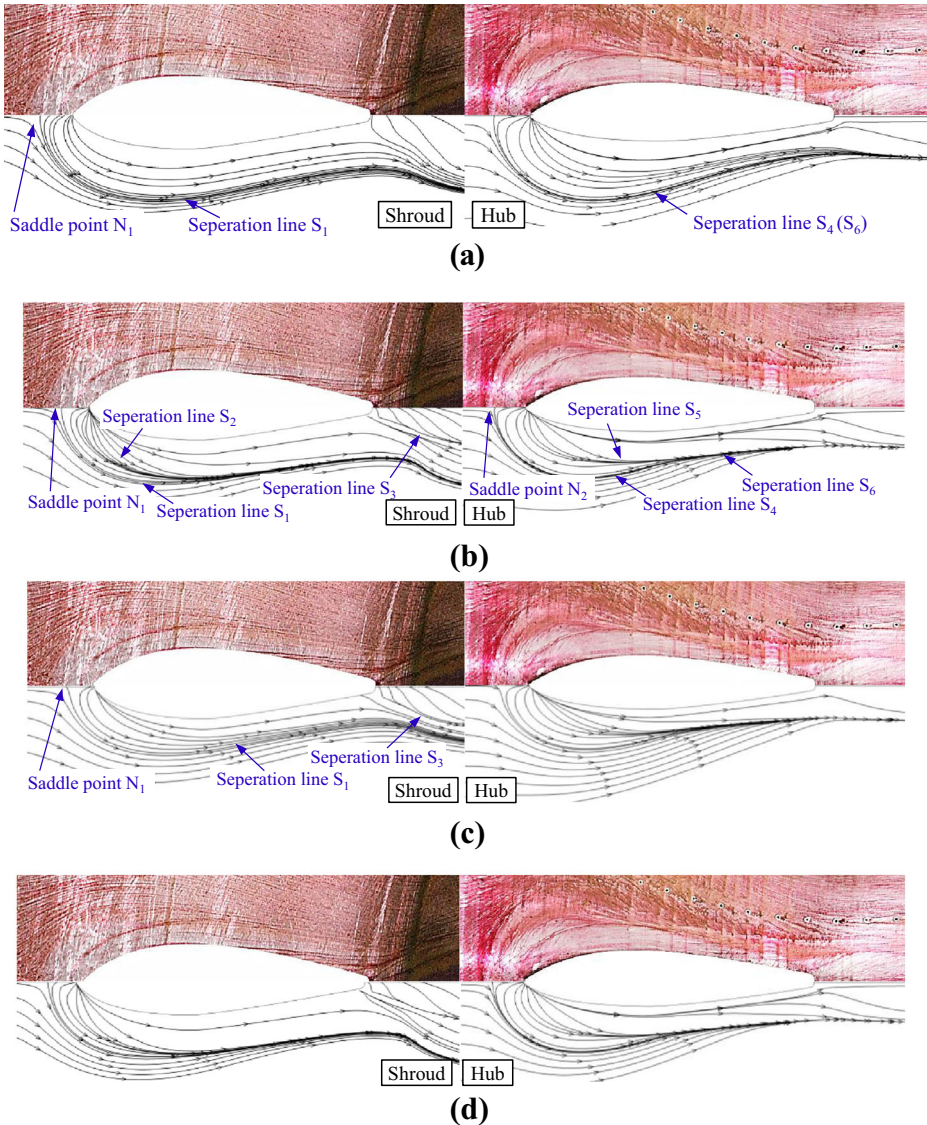 Saddle point N₁
Seperation line S₁
Shroud
Hub
Seperation line S₄ (S₆)
(a)
Seperation line S₂
Seperation line S₅
Saddle point N₁
Seperation line S₁
Seperation line S₃
Saddle point N₂
Seperation line S₄
Seperation line S₆
Shroud
Hub
(b)
Saddle point N₁
Seperation line S₁
Seperation line S₃
Shroud
Hub
(c)
Shroud
Hub
(d)